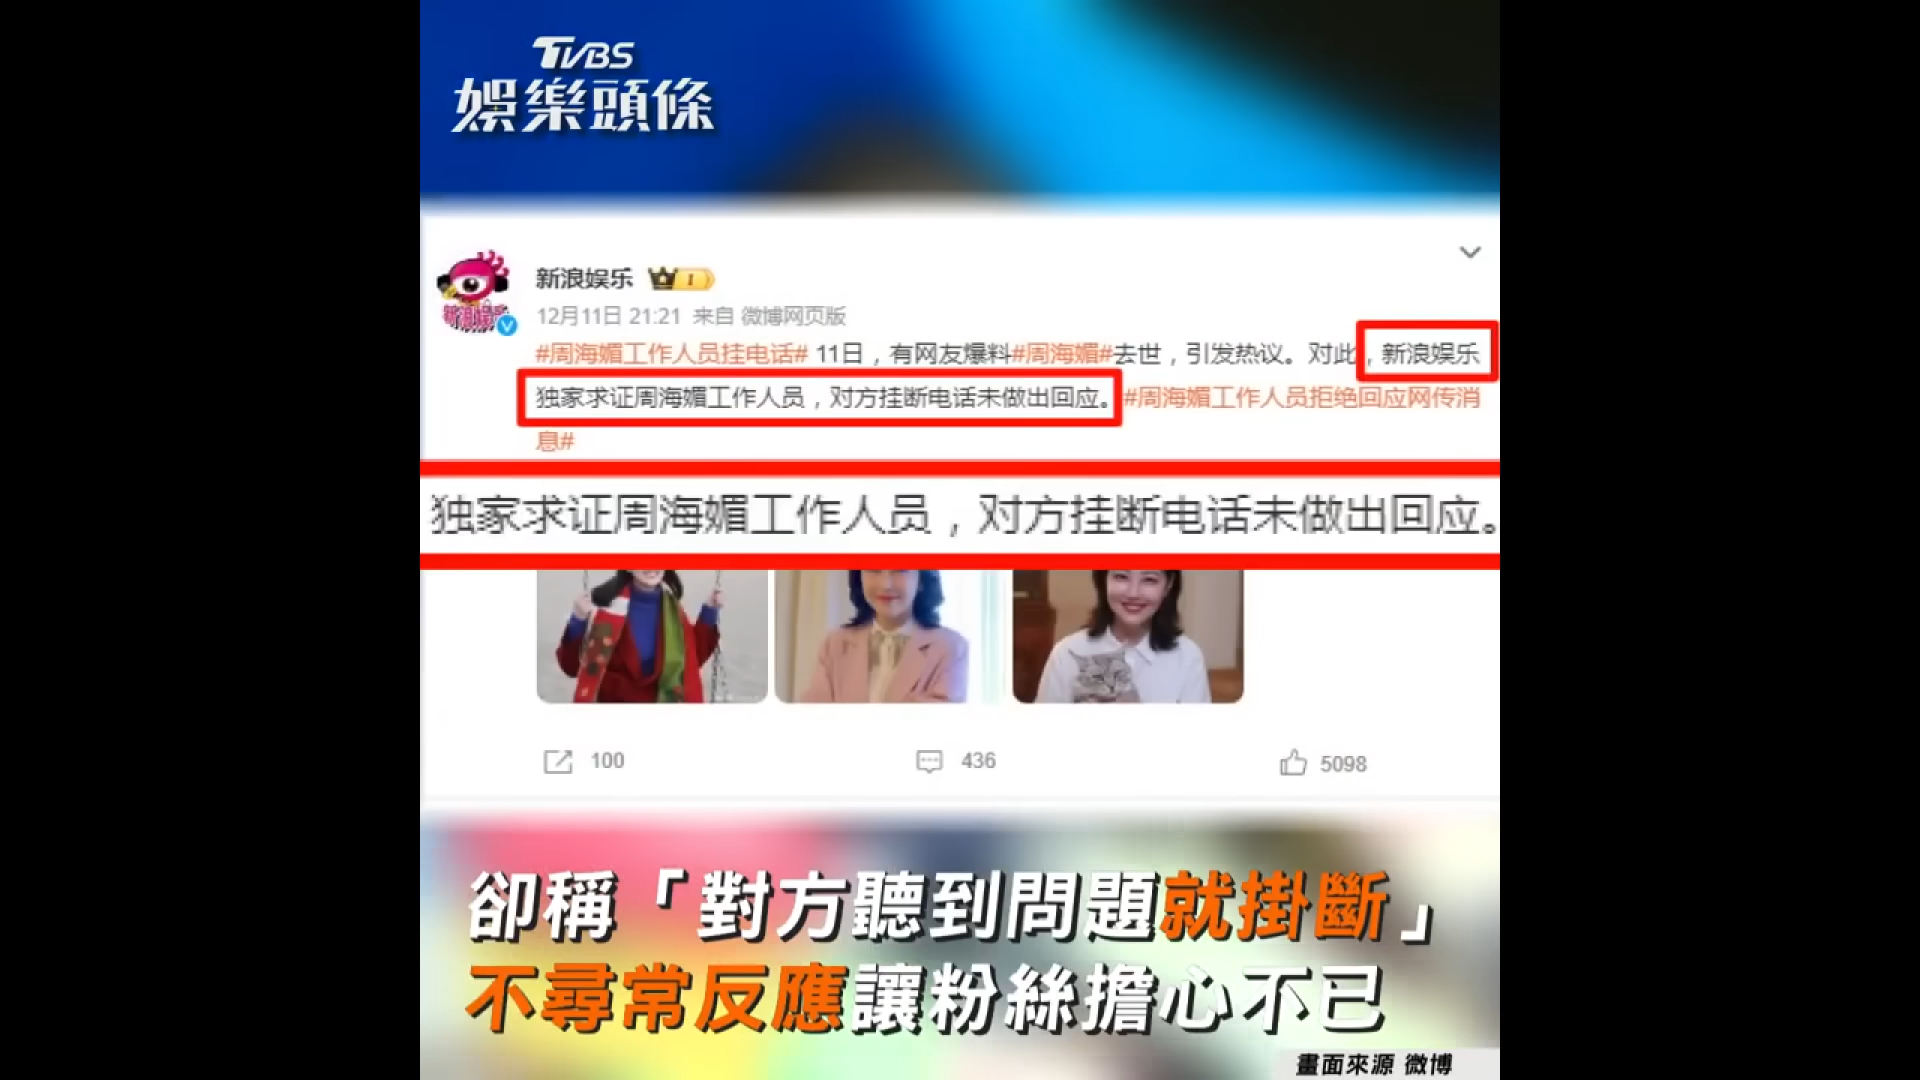 TVBS
娛樂頭條
新浪娱乐
12月11日 21:21 来自 微博网页版
#周海媚工作人员挂电话# 11日，有网友爆料#周海媚#去世，引发热议。对此，新浪娱乐
独家求证周海媚工作人员，对方挂断电话未做出回应。#周海媚工作人员拒绝回应网传消
息#
独家求证周海媚工作人员，对方挂断电话未做出回应。
100
436
5098
卻稱「對方聽到問題就掛斷」
不尋常反應讓粉絲擔心不已
畫面來源 微博